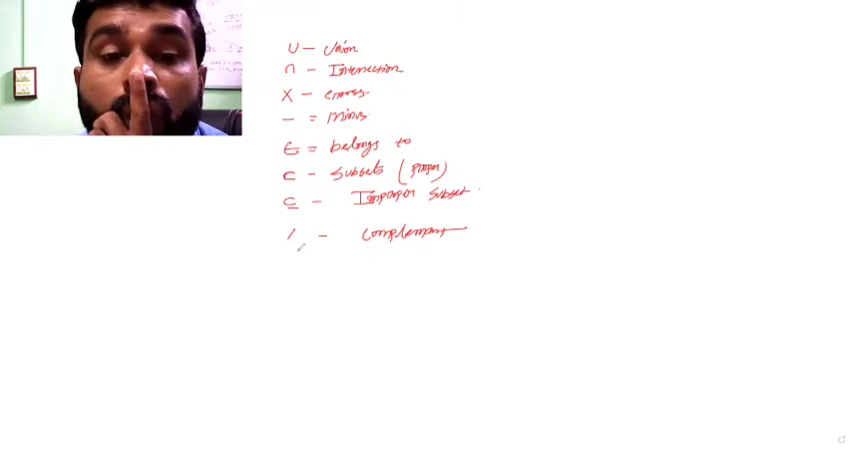 ∪ – Union
∩ – Intersection
X – cross
– = minus
∈ = belongs to
⊂ – Subsets (proper)
⊆ – Improper Subset
/ – Complement